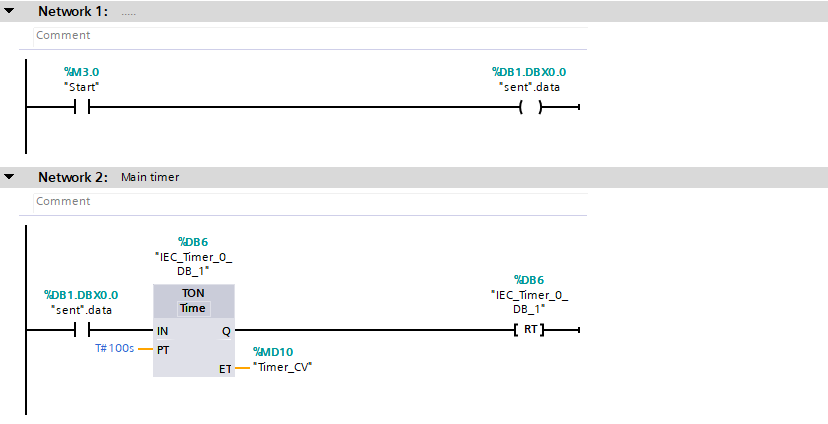 Network 1: .....
Comment
%M3.0
"Start"
%DB1.DBX0.0
"sent".data
( )
Network 2: Main timer
Comment
%DB6
"IEC_Timer_0_
DB_1"
TON
Time
%DB1.DBX0.0
"sent".data
IN
Q
T#100s
PT
ET
%MD10
"Timer_CV"
%DB6
"IEC_Timer_0_
DB_1"
[ RT ]